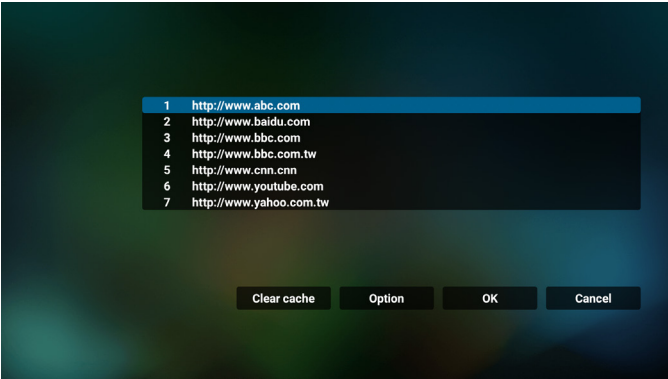 1 http://www.abc.com
2 http://www.baidu.com
3 http://www.bbc.com
4 http://www.bbc.com.tw
5 http://www.cnn.cnn
6 http://www.youtube.com
7 http://www.yahoo.com.tw
Clear cache Option OK Cancel